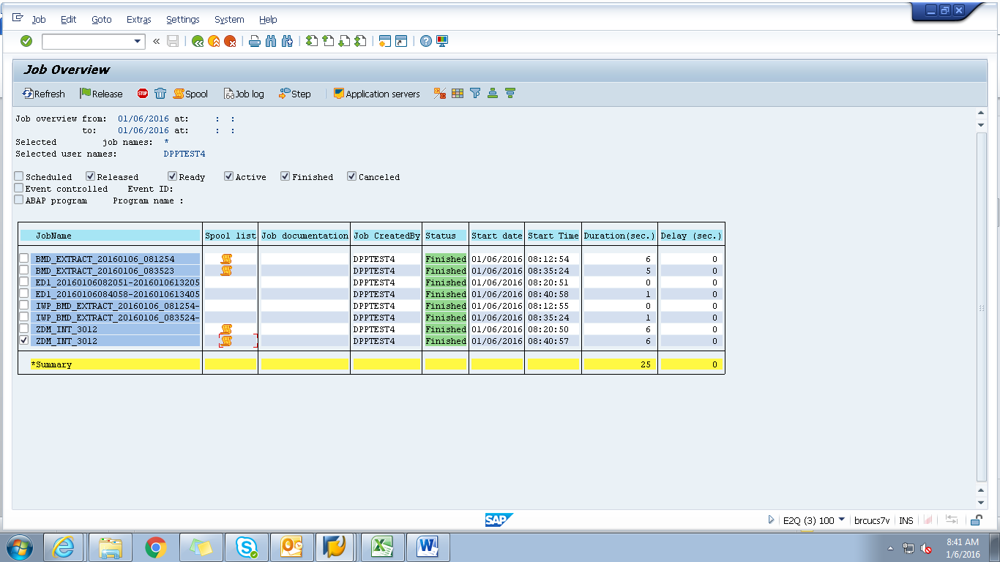 Job Edit Goto Extras Settings System Help
Job Overview
Refresh Release STOP Spool Job log Step Application servers
Job overview from: 01/06/2016 at: : :
to: 01/06/2016 at: : :
Selected job names: *
Selected user names: DPPTEST4
Scheduled Released Ready Active Finished Canceled
Event controlled Event ID:
ABAP program Program name :
JobName Spool list Job documentation Job CreatedBy Status Start date Start Time Duration(sec.) Delay (sec.)
BMD_EXTRACT_20160106_081254 DPPTEST4 Finished 01/06/2016 08:12:54 6 0
BMD_EXTRACT_20160106_083523 DPPTEST4 Finished 01/06/2016 08:35:24 5 0
ED1_20160106082051-2016010613205 DPPTEST4 Finished 01/06/2016 08:20:51 0 0
ED1_20160106084058-2016010613405 DPPTEST4 Finished 01/06/2016 08:40:58 1 0
IWP_BMD_EXTRACT_20160106_081254- DPPTEST4 Finished 01/06/2016 08:12:55 0 0
IWP_BMD_EXTRACT_20160106_083524- DPPTEST4 Finished 01/06/2016 08:35:24 1 0
ZDM_INT_3012 DPPTEST4 Finished 01/06/2016 08:20:50 6 0
ZDM_INT_3012 DPPTEST4 Finished 01/06/2016 08:40:57 6 0
*Summary 25 0
SAP E2Q (3) 100 brcucs7v INS
8:41 AM
1/6/2016